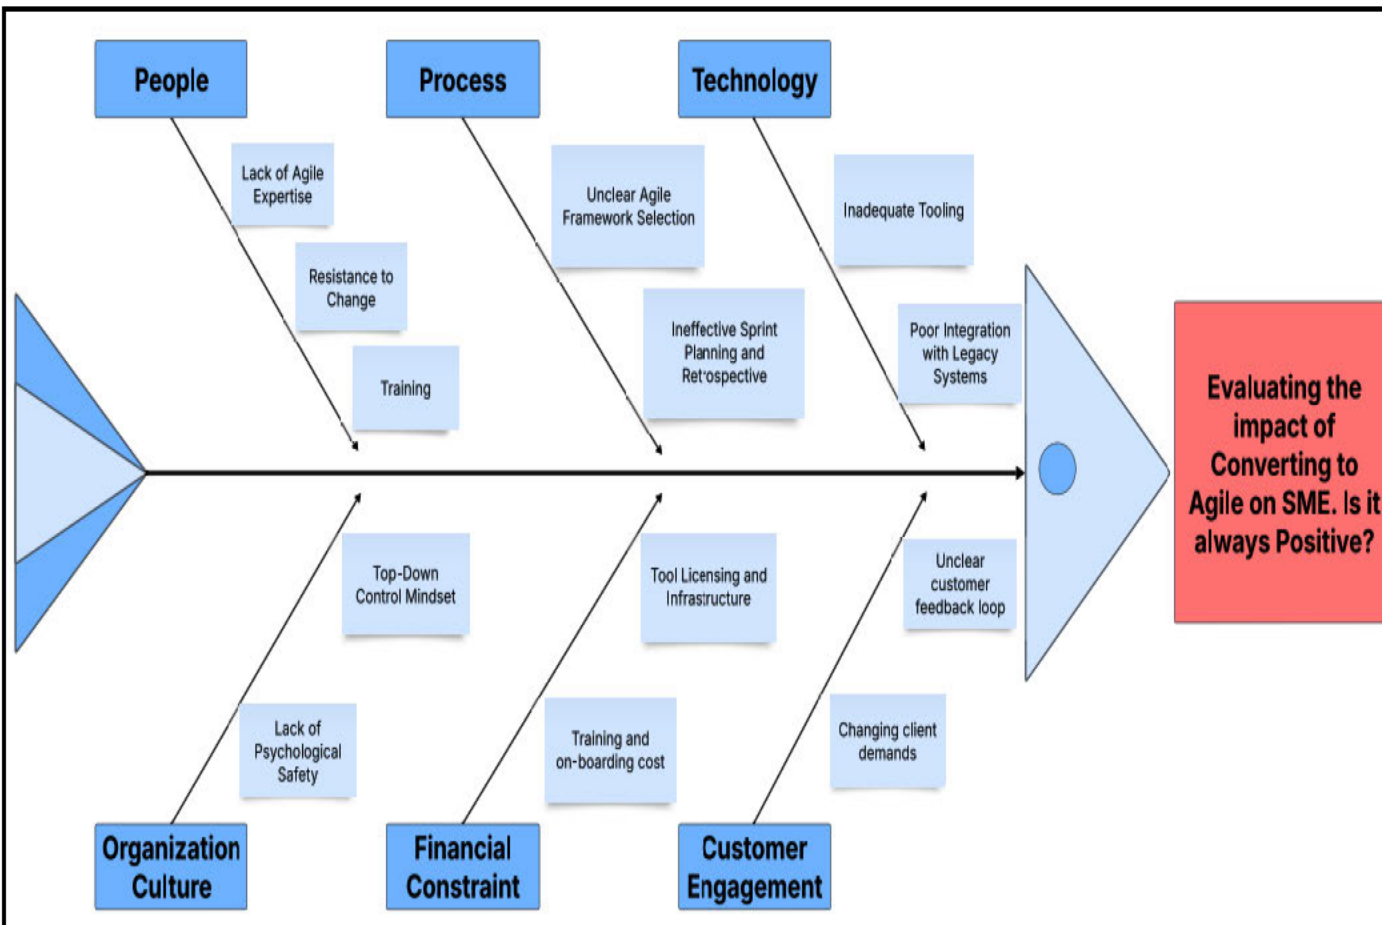 People
Process
Technology
Lack of Agile
Expertise
Resistance to
Change
Training
Unclear Agile
Framework Selection
Ineffective Sprint
Planning and
Retrospective
Inadequate Tooling
Poor Integration
with Legacy
Systems
Evaluating the
impact of
Converting to
Agile on SME. Is it
always Positive?
Top-Down
Control Mindset
Lack of
Psychological
Safety
Tool Licensing and
Infrastructure
Training and
on-boarding cost
Unclear
customer
feedback loop
Changing client
demands
Organization
Culture
Financial
Constraint
Customer
Engagement